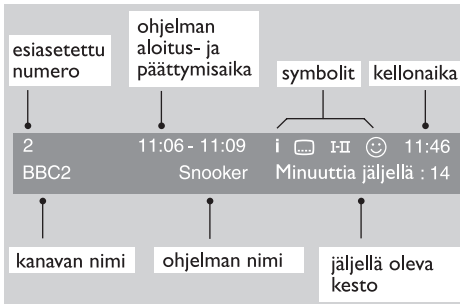 esiasetettu
numero
ohjelman
aloitus- ja
päättymisaika
symbolit
kellonaika
2 11:06 - 11:09 i I-II 11:46
BBC2 Snooker Minuuttia jäljellä : 14
kanavan nimi
ohjelman nimi
jäljellä oleva
kesto